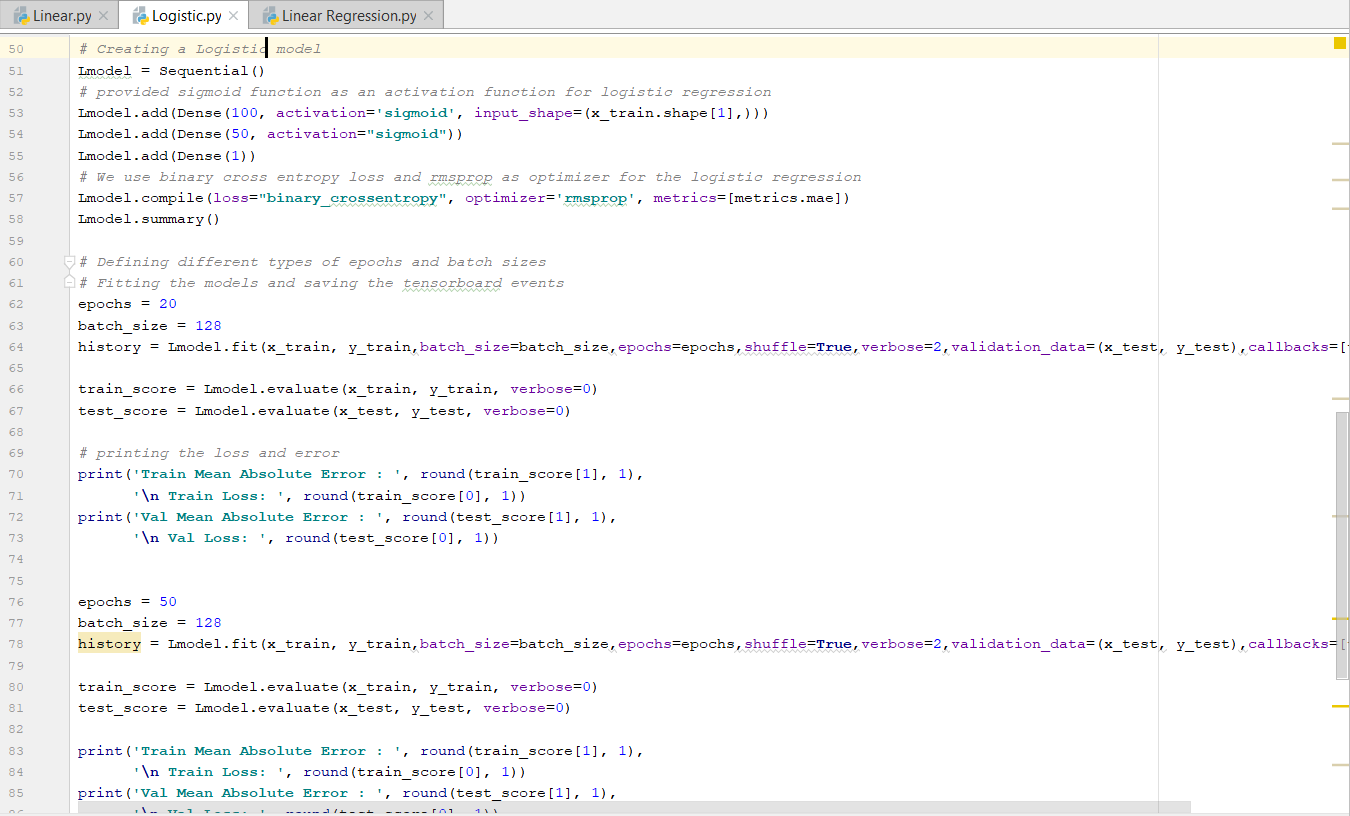 Linear.py Logistic.py Linear Regression.py
50 # Creating a Logistic model
51 Lmodel = Sequential()
52 # provided sigmoid function as an activation function for logistic regression
53 Lmodel.add(Dense(100, activation='sigmoid', input_shape=(x_train.shape[1],)))
54 Lmodel.add(Dense(50, activation="sigmoid"))
55 Lmodel.add(Dense(1))
56 # We use binary cross entropy loss and rmsprop as optimizer for the logistic regression
57 Lmodel.compile(loss="binary_crossentropy", optimizer='rmsprop', metrics=[metrics.mae])
58 Lmodel.summary()
59
60 # Defining different types of epochs and batch sizes
61 # Fitting the models and saving the tensorboard events
62 epochs = 20
63 batch_size = 128
64 history = Lmodel.fit(x_train, y_train,batch_size=batch_size,epochs=epochs,shuffle=True,verbose=2,validation_data=(x_test, y_test),callbacks=[
65
66 train_score = Lmodel.evaluate(x_train, y_train, verbose=0)
67 test_score = Lmodel.evaluate(x_test, y_test, verbose=0)
68
69 # printing the loss and error
70 print('Train Mean Absolute Error : ', round(train_score[1], 1),
71 '\n Train Loss: ', round(train_score[0], 1))
72 print('Val Mean Absolute Error : ', round(test_score[1], 1),
73 '\n Val Loss: ', round(test_score[0], 1))
74
75
76 epochs = 50
77 batch_size = 128
78 history = Lmodel.fit(x_train, y_train,batch_size=batch_size,epochs=epochs,shuffle=True,verbose=2,validation_data=(x_test, y_test),callbacks=[
79
80 train_score = Lmodel.evaluate(x_train, y_train, verbose=0)
81 test_score = Lmodel.evaluate(x_test, y_test, verbose=0)
82
83 print('Train Mean Absolute Error : ', round(train_score[1], 1),
84 '\n Train Loss: ', round(train_score[0], 1))
85 print('Val Mean Absolute Error : ', round(test_score[1], 1),